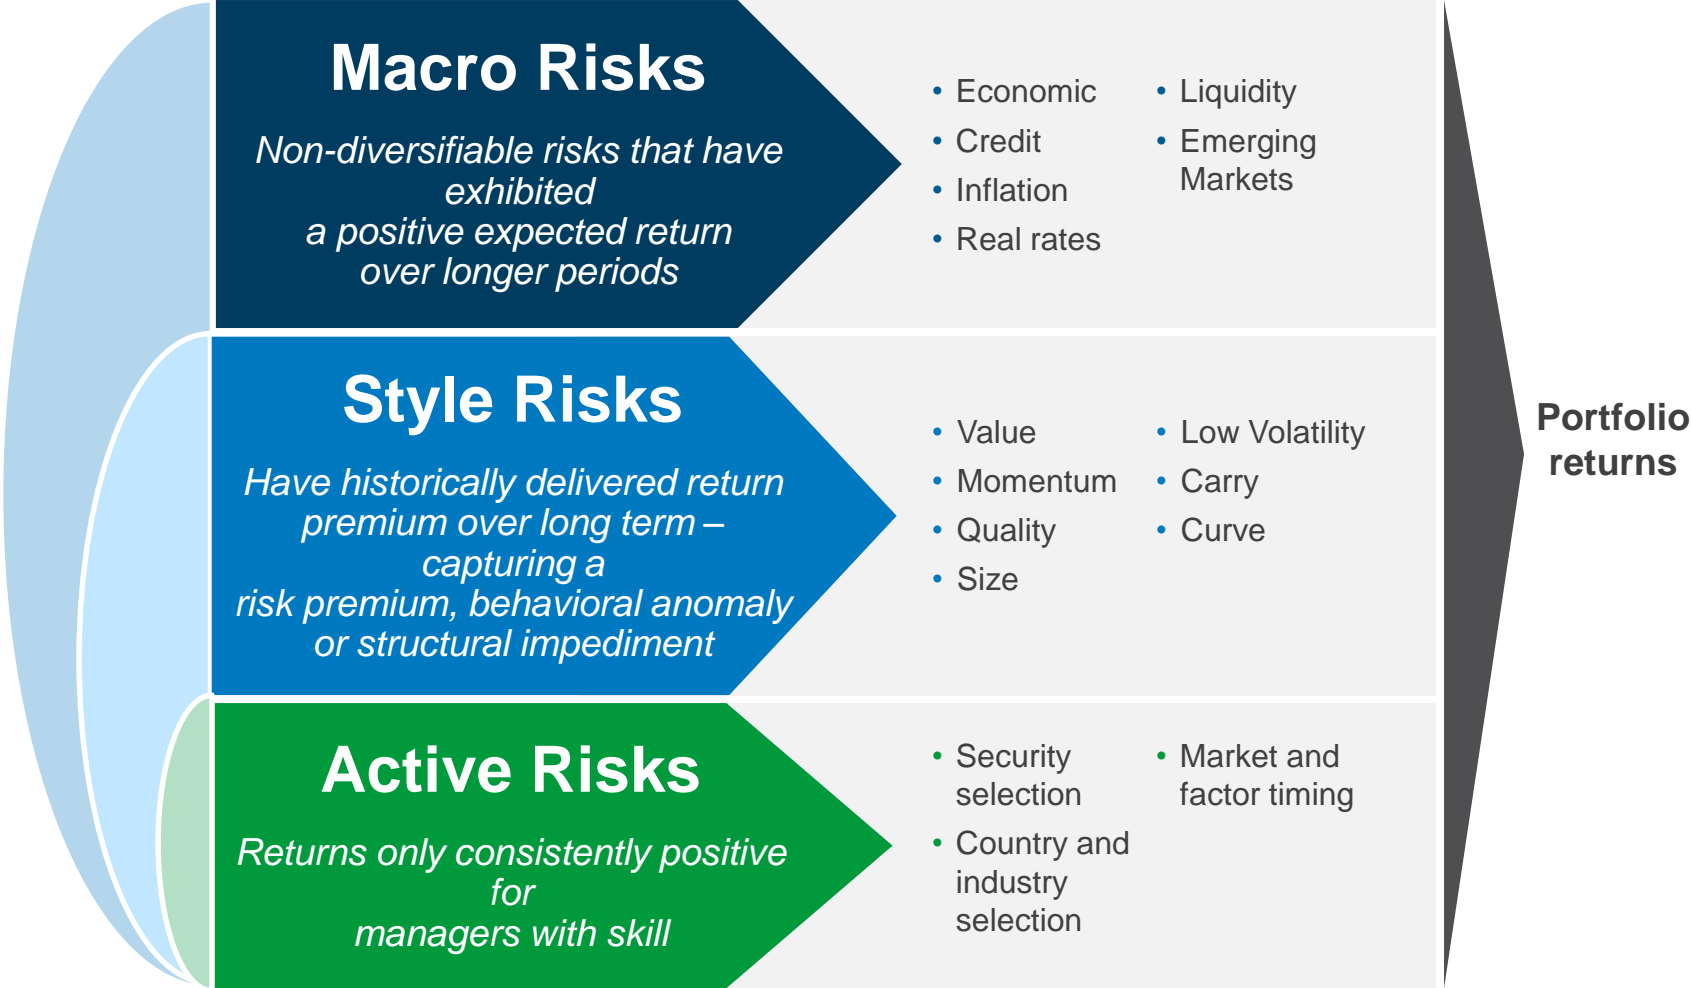 Macro Risks
Non-diversifiable risks that have
exhibited
a positive expected return
over longer periods
• Economic
• Credit
• Inflation
• Real rates
• Liquidity
• Emerging
Markets
Style Risks
Have historically delivered return
premium over long term –
capturing a
risk premium, behavioral anomaly
or structural impediment
• Value
• Momentum
• Quality
• Size
• Low Volatility
• Carry
• Curve
Active Risks
Returns only consistently positive
for
managers with skill
• Security
selection
• Country and
industry
selection
• Market and
factor timing
Portfolio
returns